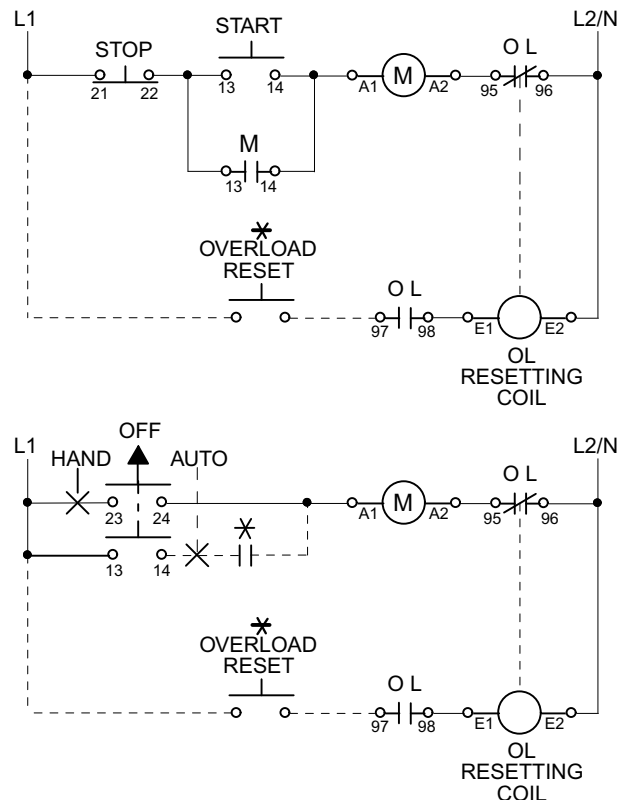 L1 L2/N
START
STOP O L
M
21 22 13 14 A1 A2 95 96
M
13 14
OVERLOAD
RESET
O L
97 98 E1 E2
OL
RESETTING
COIL
L1 OFF L2/N
HAND AUTO O L
M
23 24 A1 A2 95 96
13 14
OVERLOAD
RESET
O L
97 98 E1 E2
OL
RESETTING
COIL